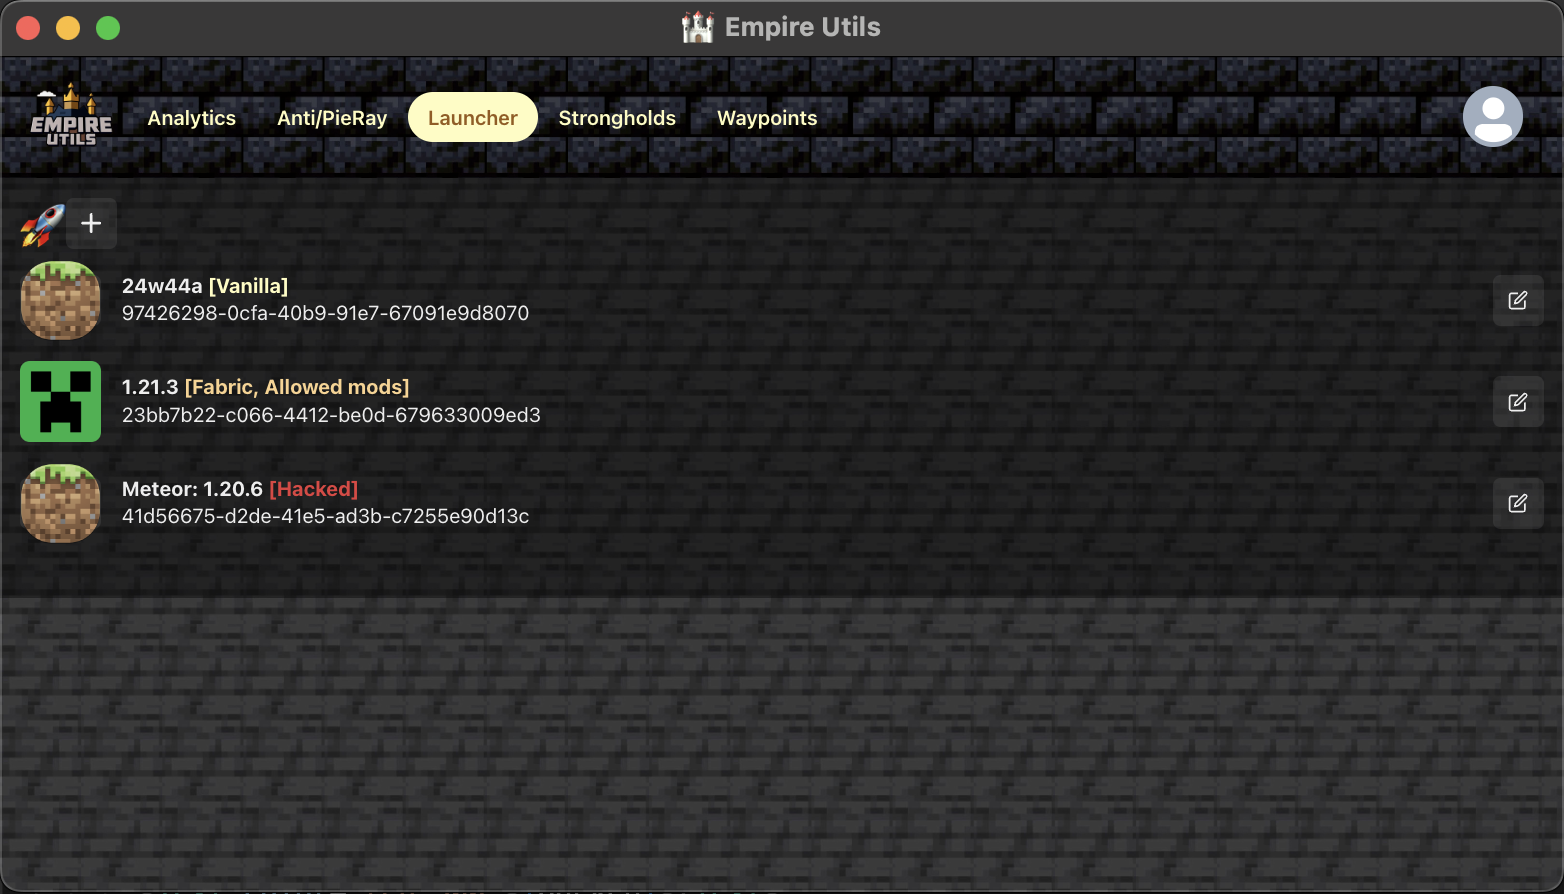 Empire Utils
EMPIRE
UTILS
Analytics
Anti/PieRay
Launcher
Strongholds
Waypoints
24w44a [Vanilla]
97426298-0cfa-40b9-91e7-67091e9d8070
1.21.3 [Fabric, Allowed mods]
23bb7b22-c066-4412-be0d-679633009ed3
Meteor: 1.20.6 [Hacked]
41d56675-d2de-41e5-ad3b-c7255e90d13c